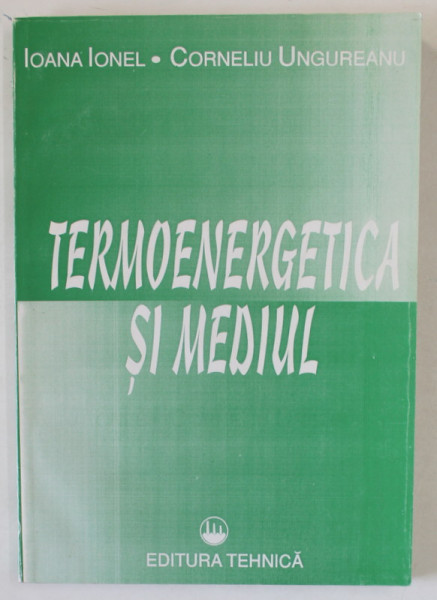 IOANA IONEL • CORNELIU UNGUREANU
TERMOENERGETICA
ȘI MEDIUL
EDITURA TEHNICĂ